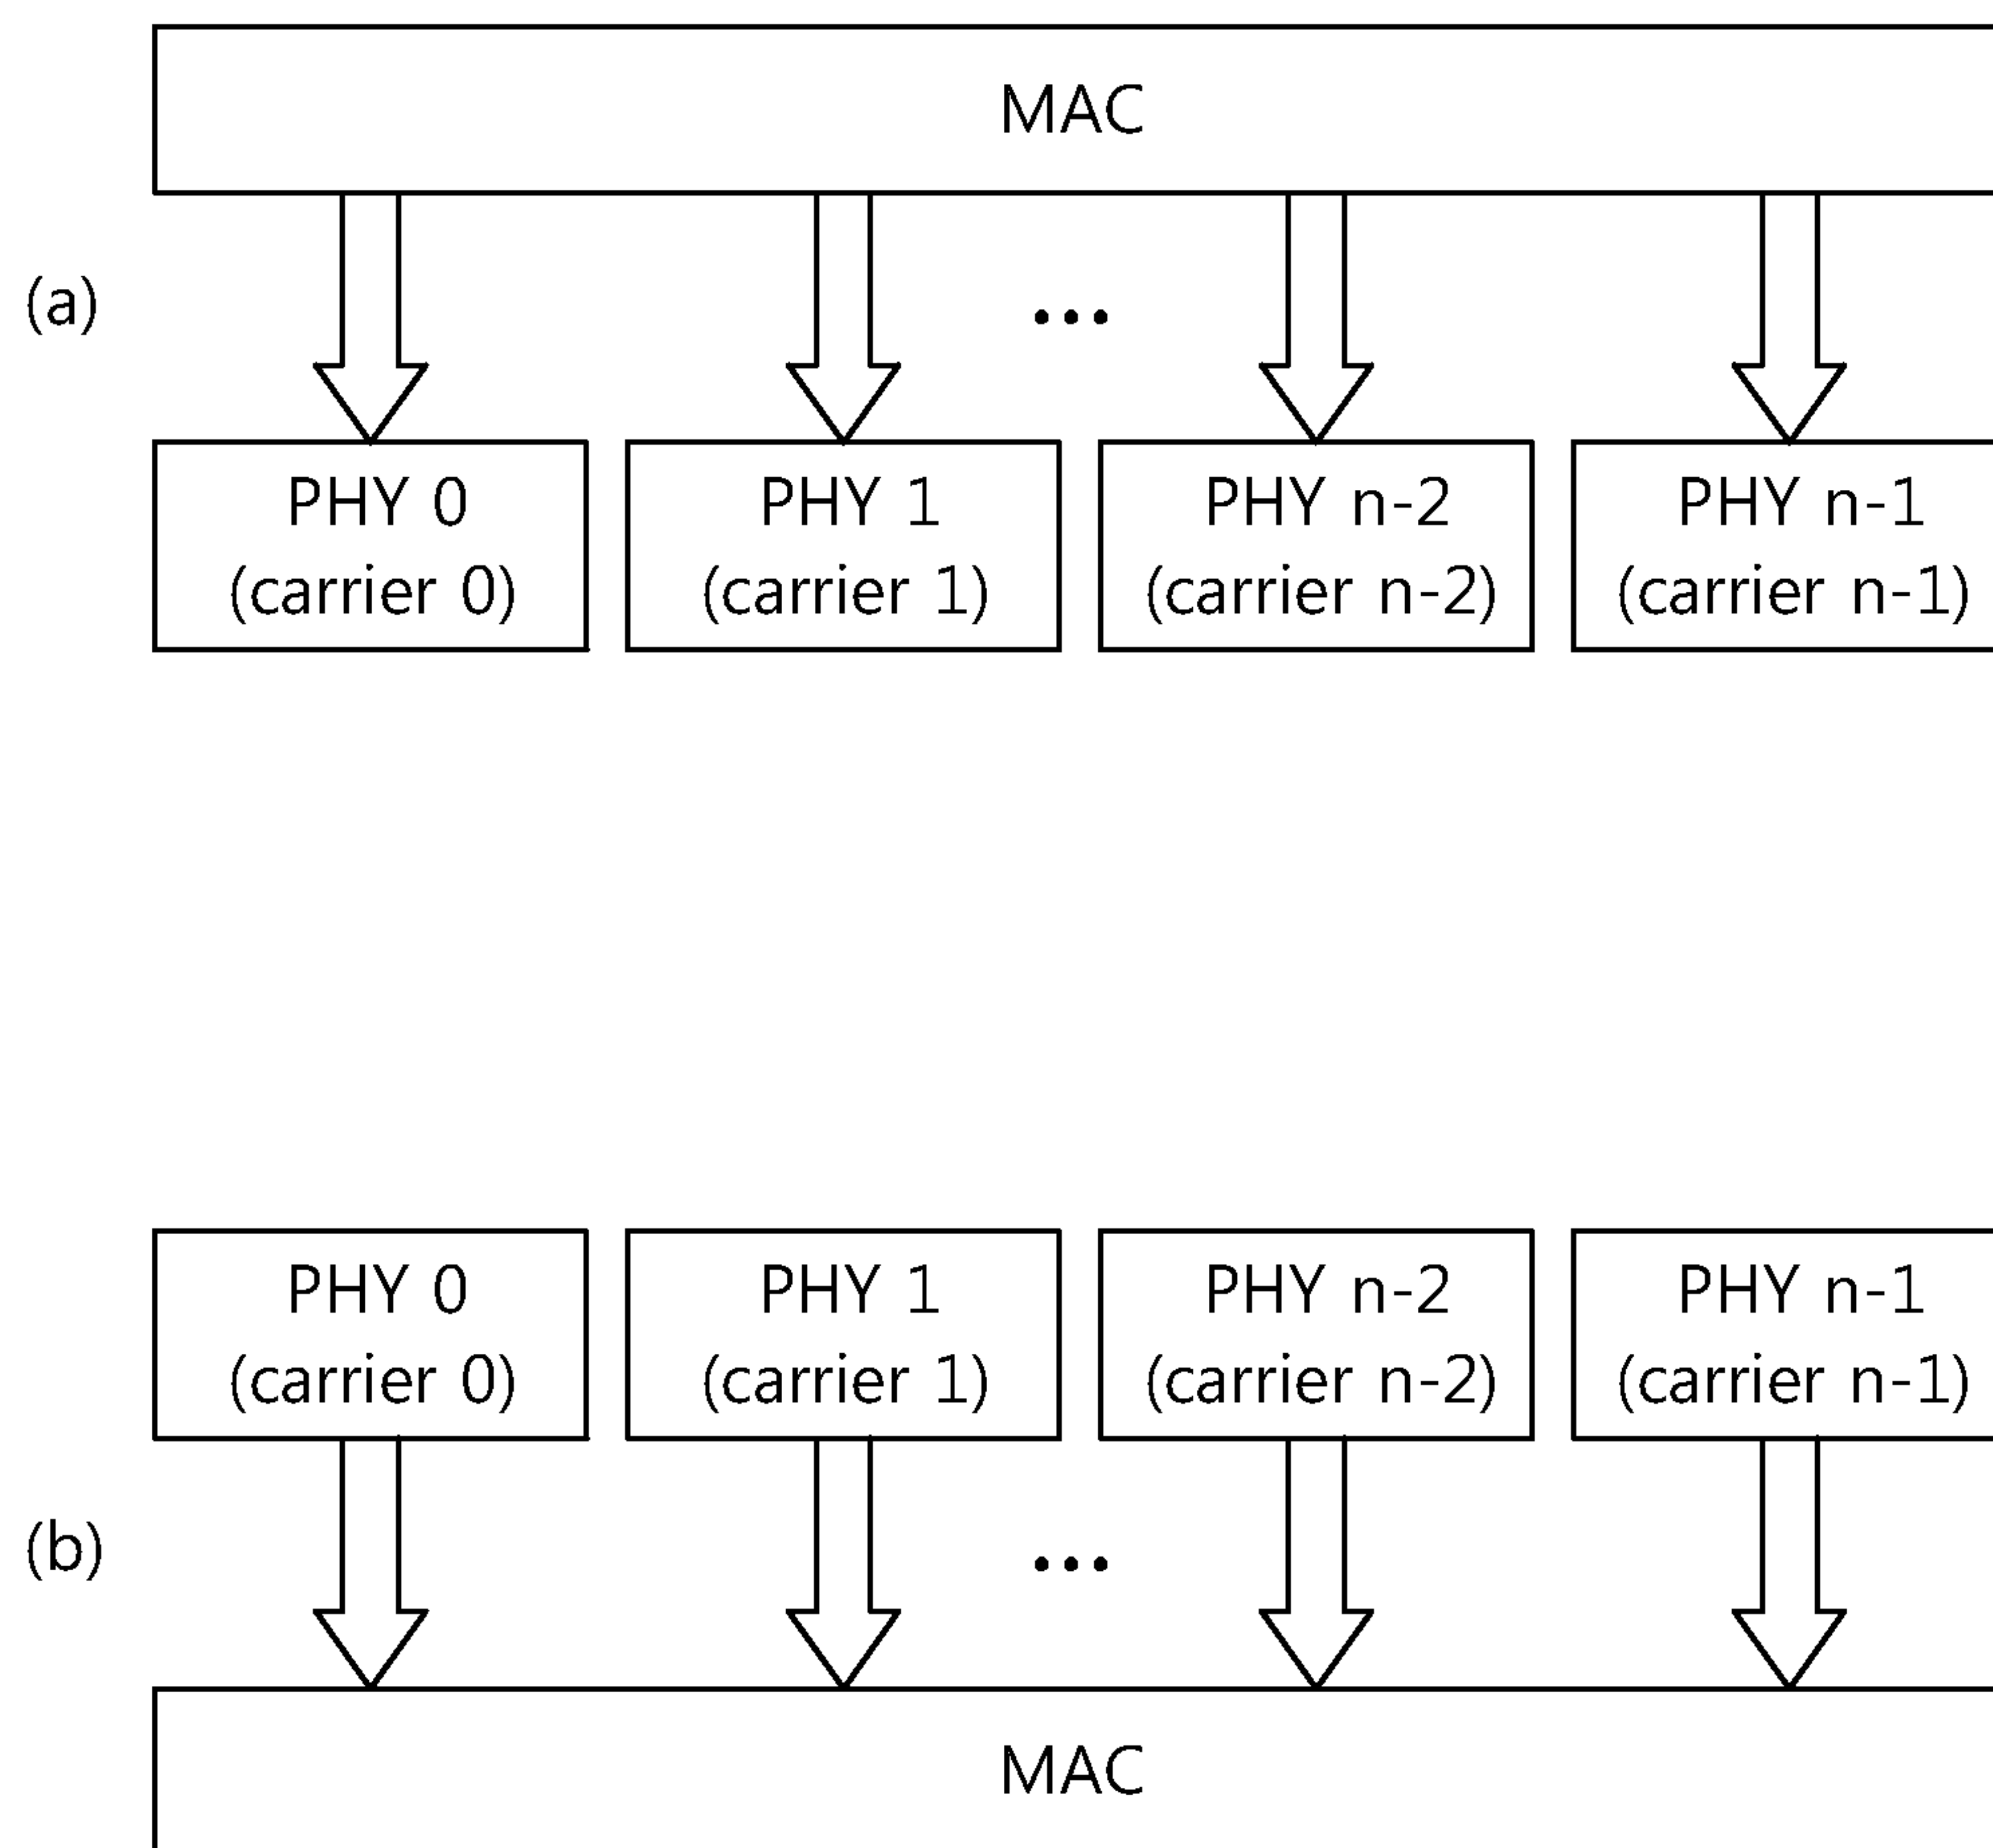 MAC
(a)
...
PHY 0
(carrier 0)
PHY 1
(carrier 1)
PHY n-2
(carrier n-2)
PHY n-1
(carrier n-1)
PHY 0
(carrier 0)
PHY 1
(carrier 1)
PHY n-2
(carrier n-2)
PHY n-1
(carrier n-1)
(b)
...
MAC